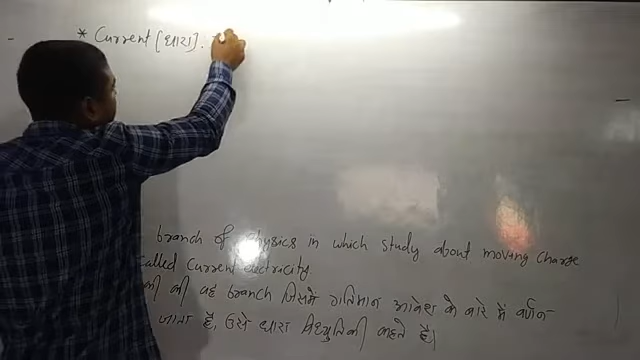 * Current [धारा].
branch of Physics in which study about moving charge
called Current electricity
की वह branch जिसमें गतिमान आवेश के बारे में वर्णन
जाता है, उसे धारा विधुतिकी कहते हैं।